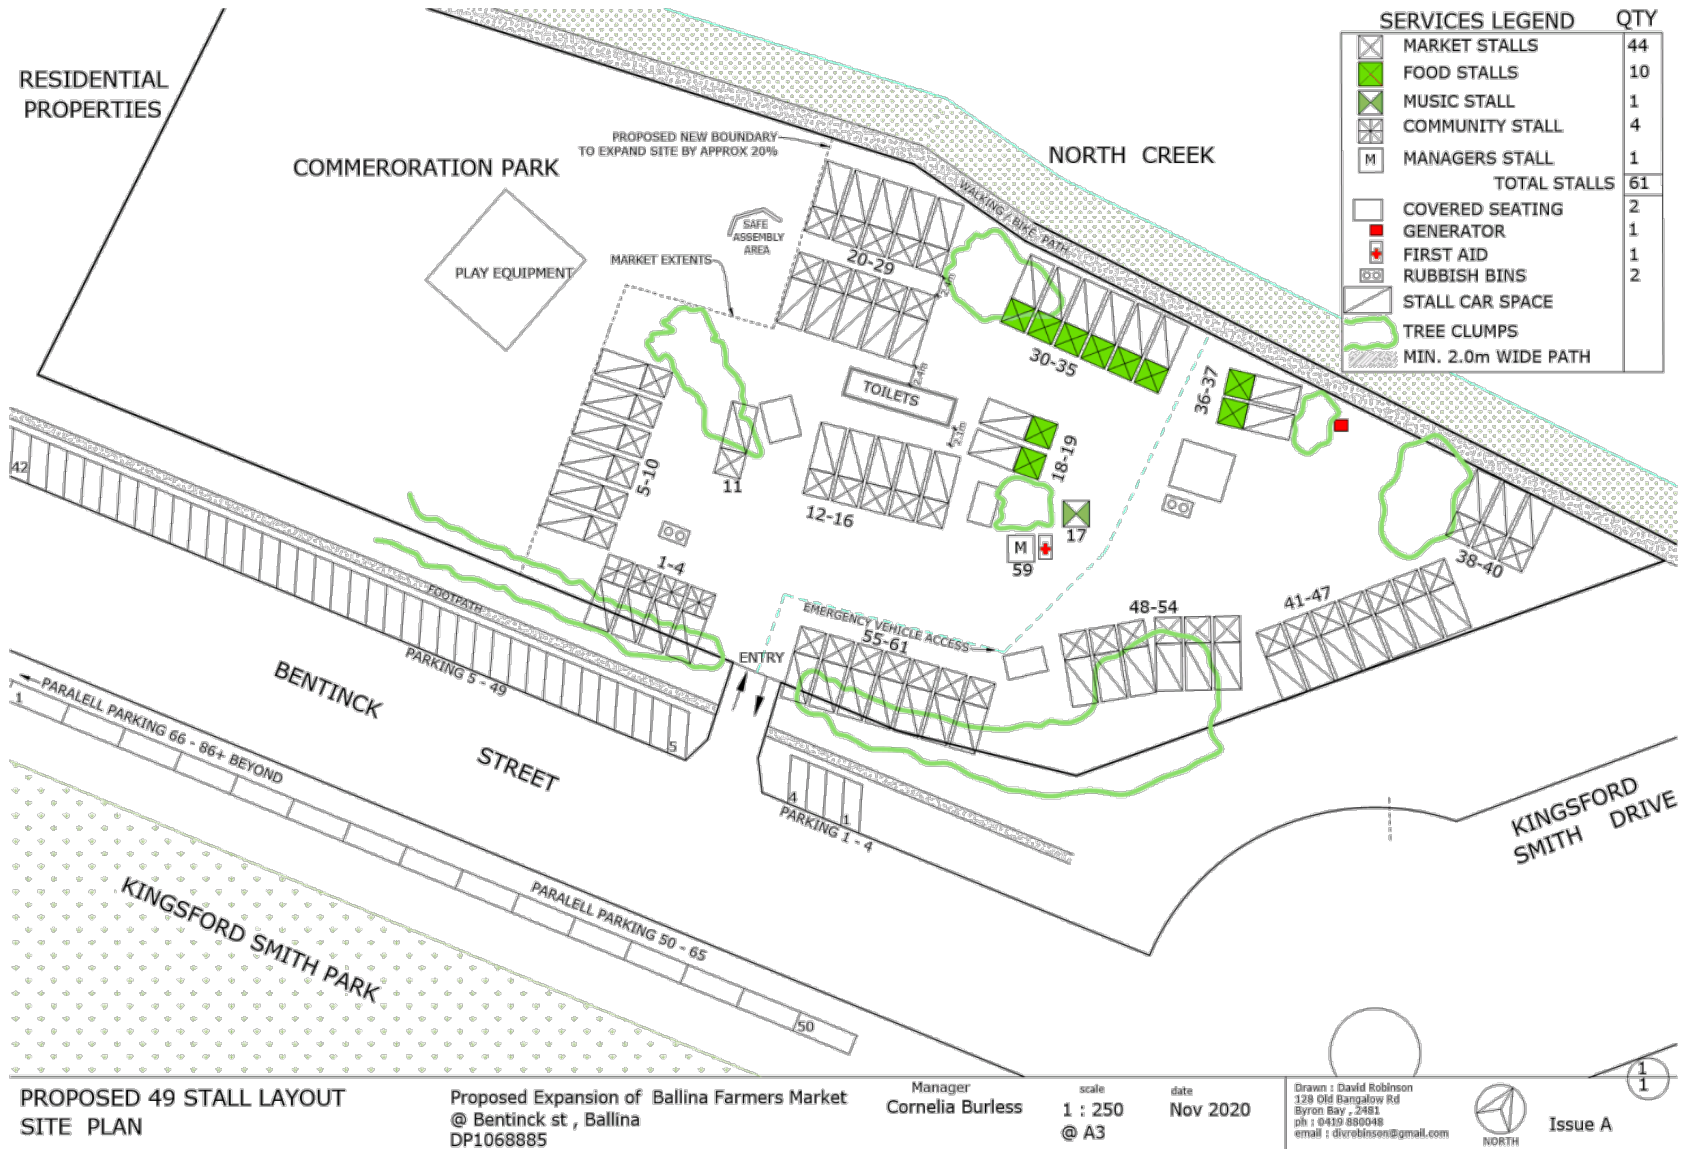 SERVICES LEGEND QTY
MARKET STALLS 44
FOOD STALLS 10
MUSIC STALL 1
COMMUNITY STALL 4
M MANAGERS STALL 1
TOTAL STALLS 61
COVERED SEATING 2
GENERATOR 1
FIRST AID 1
RUBBISH BINS 2
STALL CAR SPACE
TREE CLUMPS
MIN. 2.0m WIDE PATH
RESIDENTIAL
PROPERTIES
COMMERORATION PARK
PROPOSED NEW BOUNDARY
TO EXPAND SITE BY APPROX 20%
NORTH CREEK
WALKING / BIKE PATH
SAFE
ASSEMBLY
AREA
MARKET EXTENTS
PLAY EQUIPMENT
20-29
2.4m
30-35
2.4m
TOILETS
36-37
2.1m
18-19
5-10
11
12-16
17
M
59
38-40
1-4
41-47
48-54
EMERGENCY VEHICLE ACCESS
55-61
ENTRY
42
FOOTPATH
PARKING 5 - 49
5
BENTINCK
STREET
1
PARALELL PARKING 66 - 86+ BEYOND
4
1
PARKING 1 - 4
KINGSFORD
SMITH DRIVE
KINGSFORD SMITH PARK
PARALELL PARKING 50 - 65
50
PROPOSED 49 STALL LAYOUT
SITE PLAN
Proposed Expansion of Ballina Farmers Market
@ Bentinck st , Ballina
DP1068885
Manager
Cornelia Burless
scale
1 : 250
@ A3
date
Nov 2020
Drawn : David Robinson
128 Old Bangalow Rd
Byron Bay , 2481
ph : 0419 880048
email : divrobinson@gmail.com
NORTH
Issue A
1
1